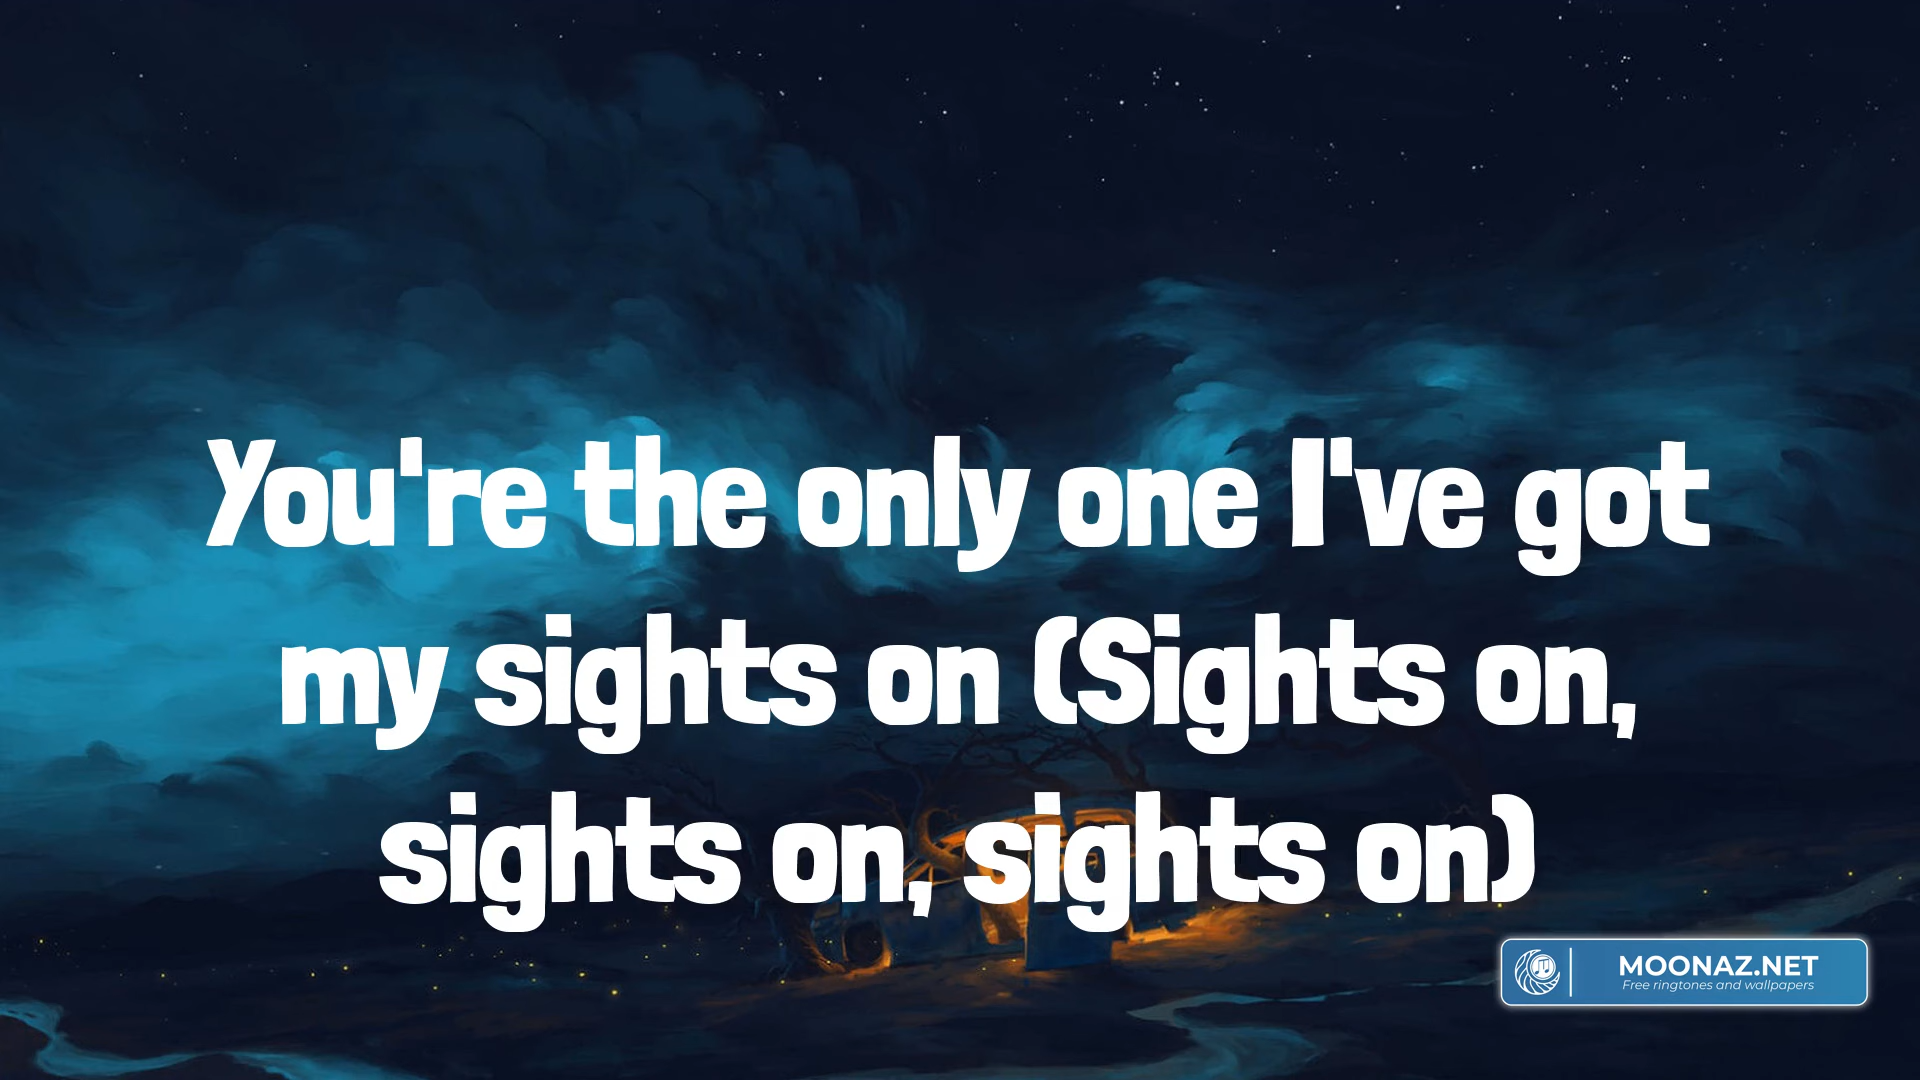 You're the only one I've got
my sights on (Sights on,
sights on, sights on)
MOONAZ.NET
Free ringtones and wallpapers